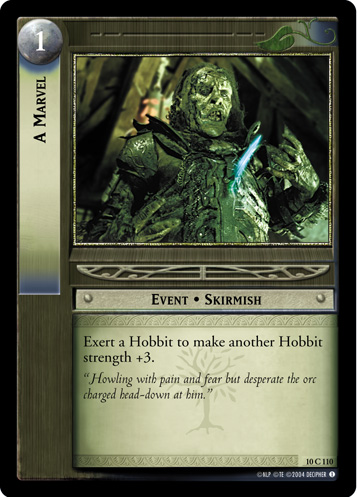 1
A Marvel
Event • Skirmish
Exert a Hobbit to make another Hobbit
strength +3.
“Howling with pain and fear but desperate the orc
charged head-down at him.”
10 C 110
©NLP ©TE ©2004 DECIPHER 1